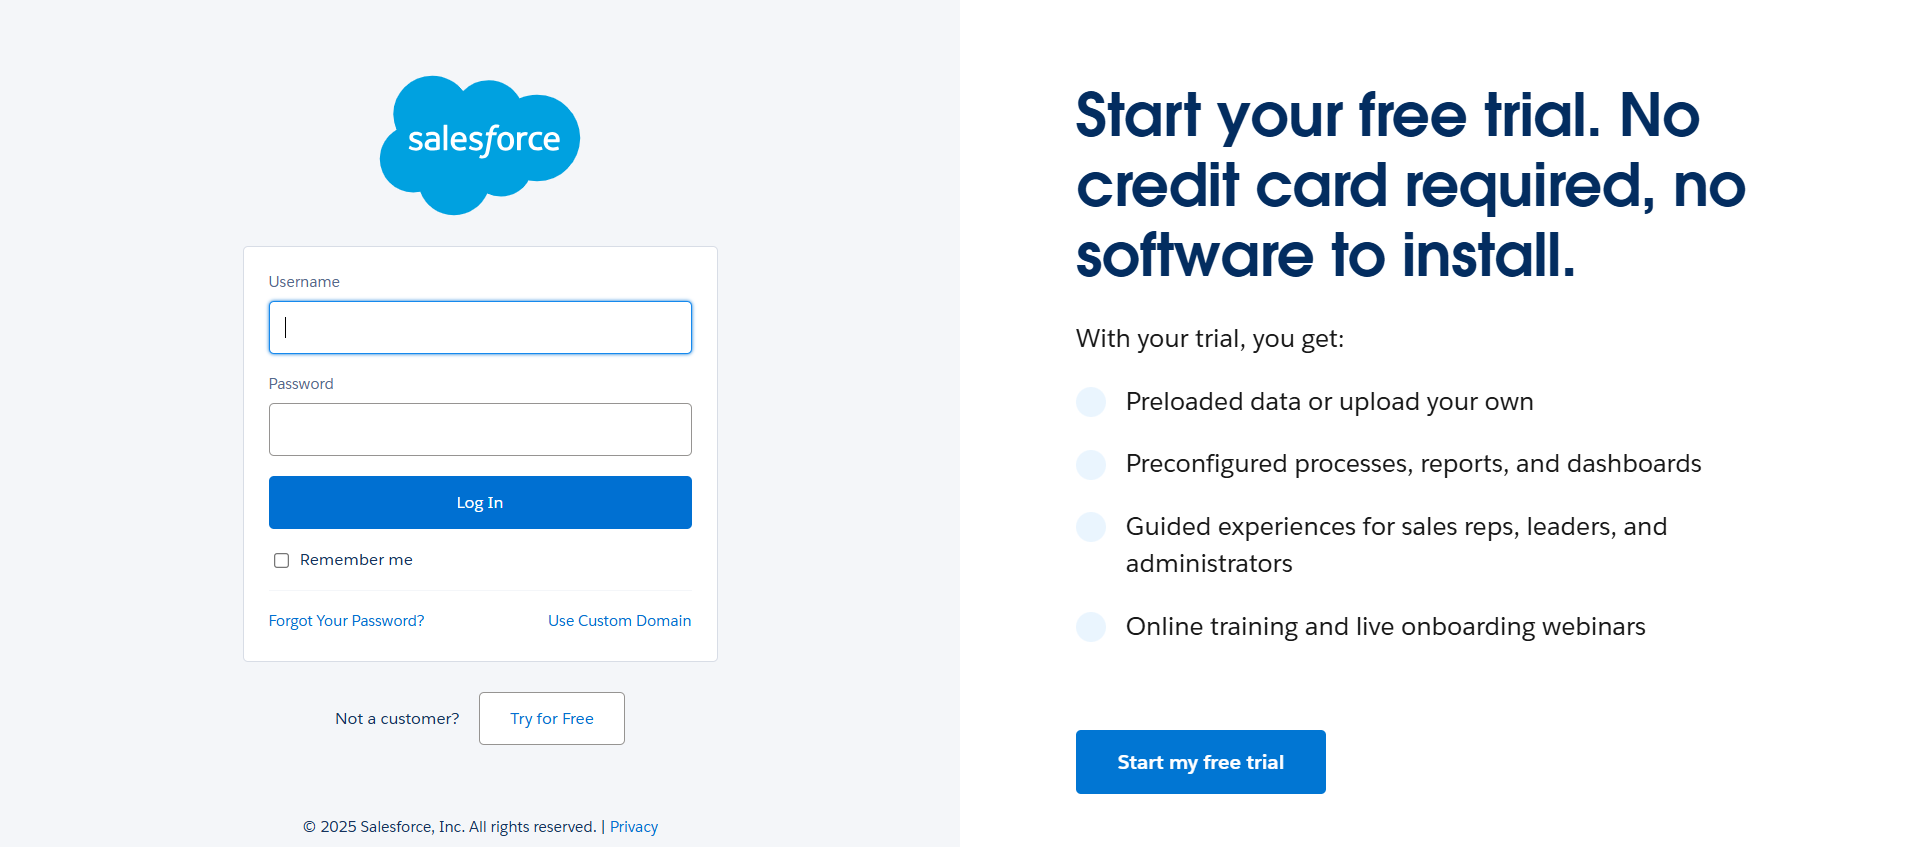 salesforce
Username
Password
Log In
Remember me
Forgot Your Password?
Use Custom Domain
Not a customer?
Try for Free
© 2025 Salesforce, Inc. All rights reserved. | Privacy
Start your free trial. No
credit card required, no
software to install.
With your trial, you get:
Preloaded data or upload your own
Preconfigured processes, reports, and dashboards
Guided experiences for sales reps, leaders, and
administrators
Online training and live onboarding webinars
Start my free trial